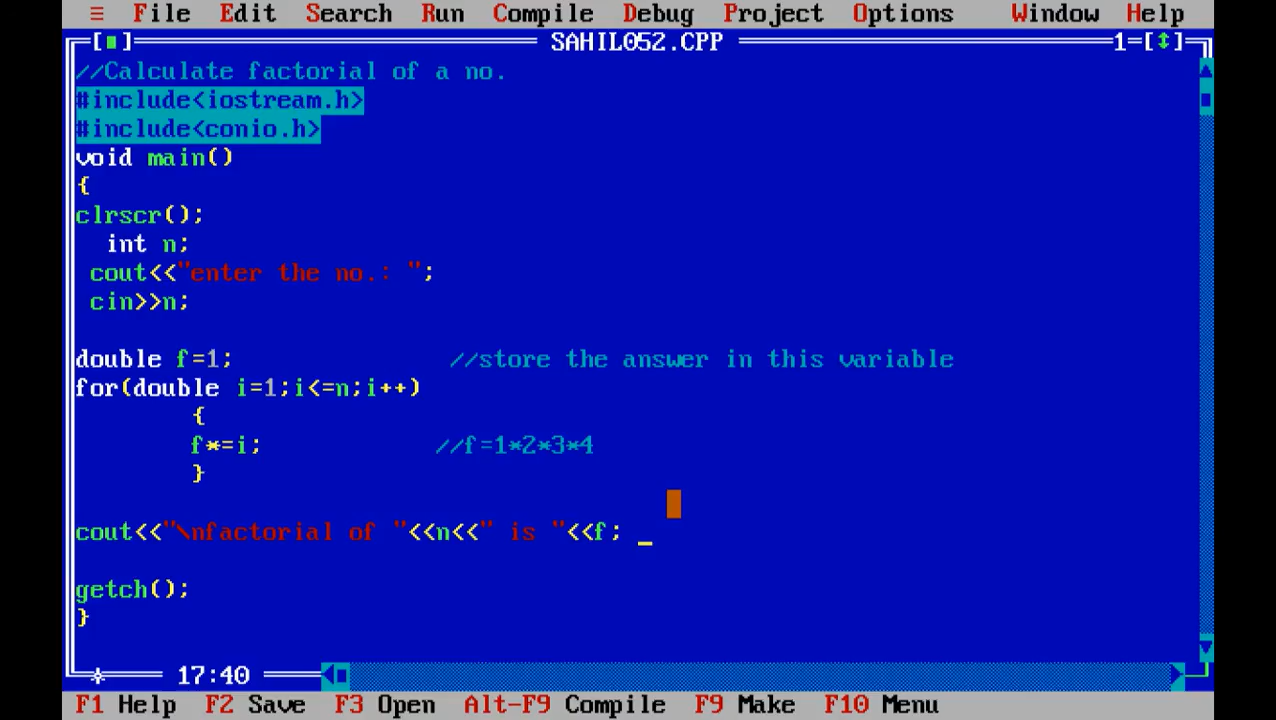 ≡ File Edit Search Run Compile Debug Project Options Window Help
[■] SAHIL052.CPP 1=[↕]
//Calculate factorial of a no.
#include<iostream.h>
#include<conio.h>
void main()
{
clrscr();
int n;
cout<<"enter the no.: ";
cin>>n;
double f=1; //store the answer in this variable
for(double i=1;i<=n;i++)
{
f*=i; //f=1*2*3*4
}
cout<<"\nfactorial of "<<n<<" is "<<f; _
getch();
}
17:40
F1 Help F2 Save F3 Open Alt-F9 Compile F9 Make F10 Menu